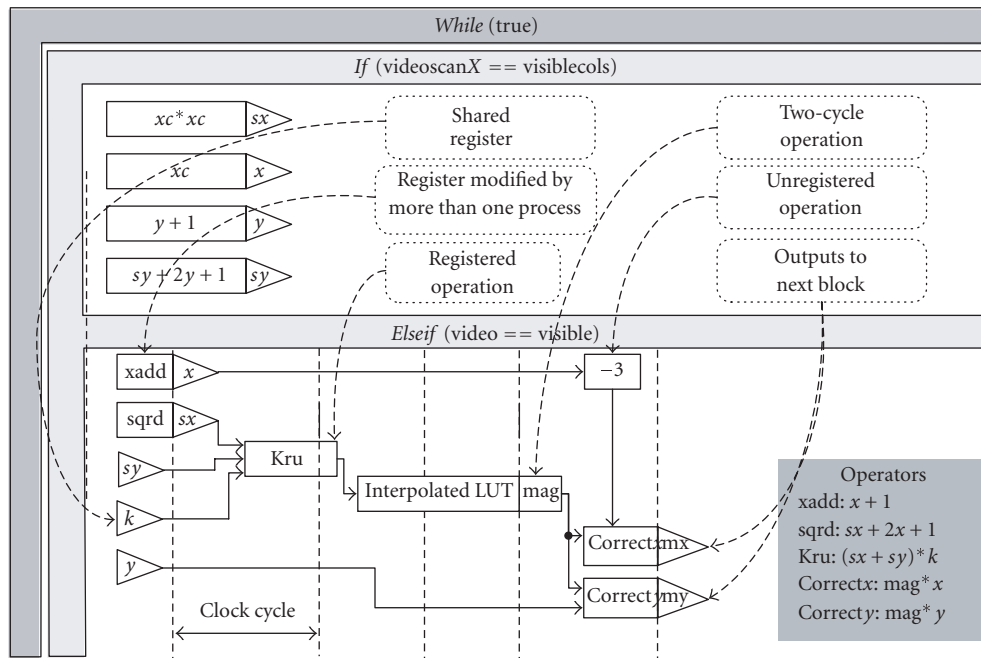 While (true)
If (videoscanX == visiblecols)
xc*xc sx
xc x
y + 1 y
sy + 2y + 1 sy
Shared
register
Register modified by
more than one process
Registered
operation
Two-cycle
operation
Unregistered
operation
Outputs to
next block
Elseif (video == visible)
xadd x
−3
sqrd sx
sy
Kru
k
Interpolated LUT mag
y
Correctx mx
Correcty my
Clock cycle
Operators
xadd: x + 1
sqrd: sx + 2x + 1
Kru: (sx + sy)*k
Correctx: mag*x
Correcty: mag*y